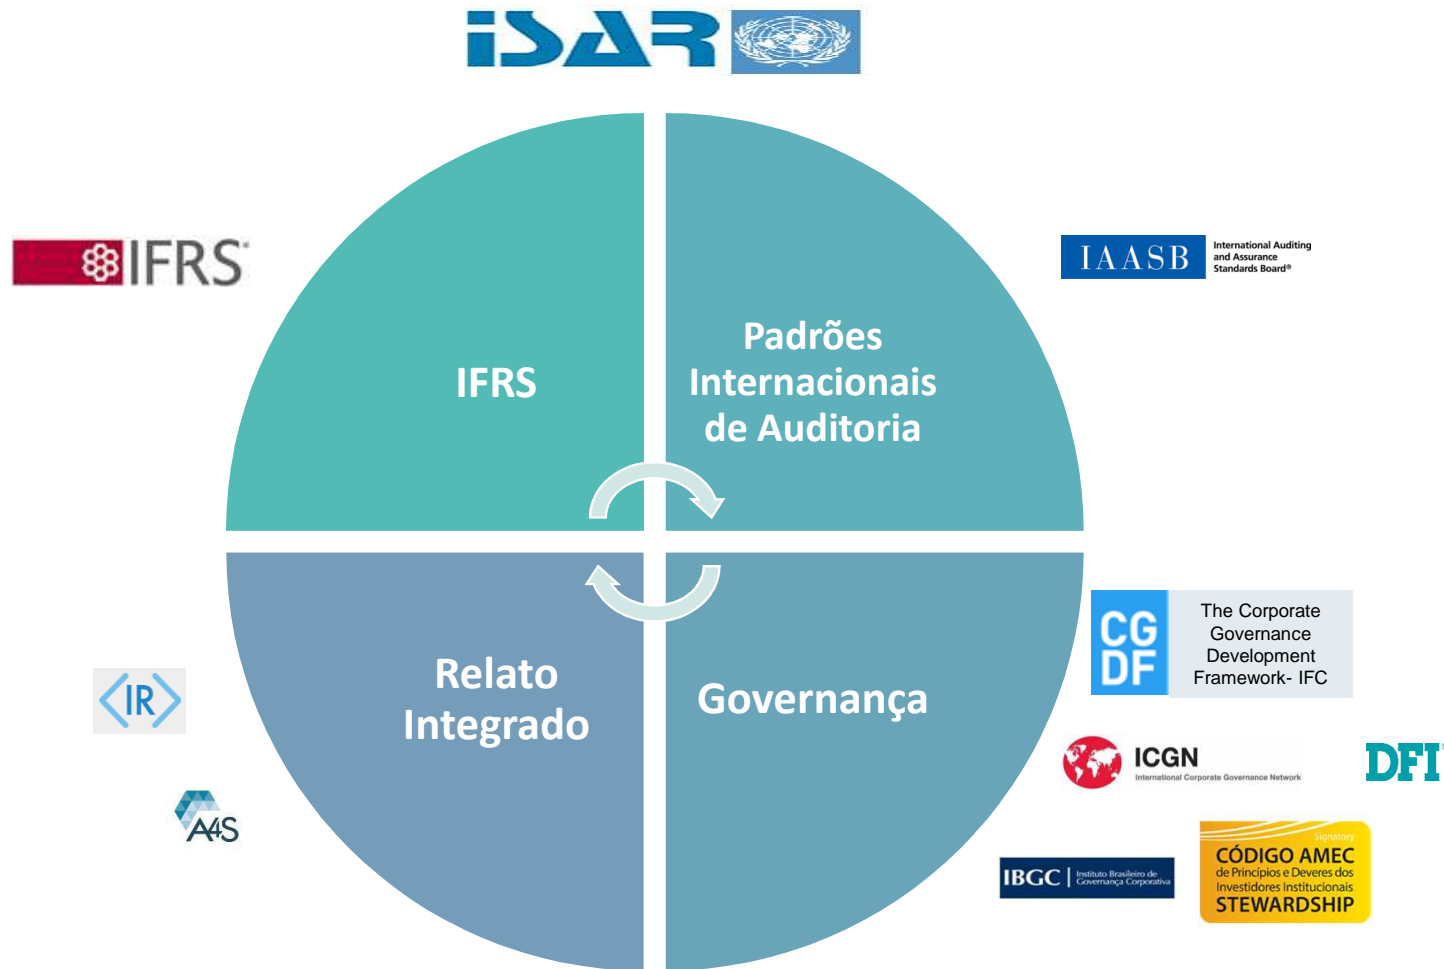 iSAR
IFRS
IAASB
International Auditing
and Assurance
Standards Board®
IFRS
Padrões
Internacionais
de Auditoria
Relato
Integrado
Governança
CG
DF
The Corporate
Governance
Development
Framework- IFC
<IR>
A4S
ICGN
International Corporate Governance Network
DFI
IBGC
Instituto Brasileiro de
Governança Corporativa
Signatory
CÓDIGO AMEC
de Princípios e Deveres dos
Investidores Institucionais
STEWARDSHIP